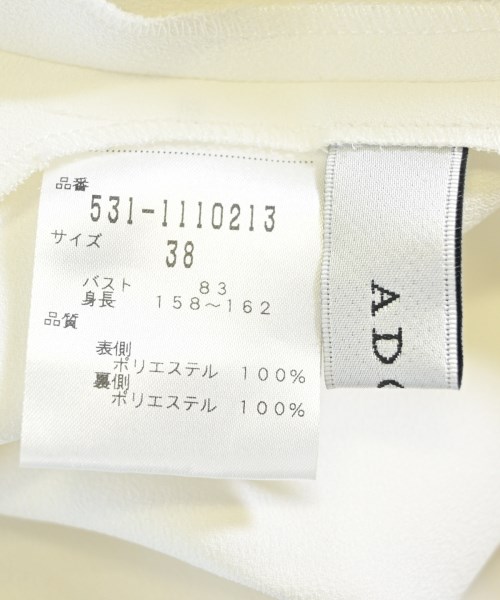 品番
531-1110213
サイズ
38
バスト 83
身長 158～162
品質
表側
ポリエステル 100%
裏側
ポリエステル 100%
ADO